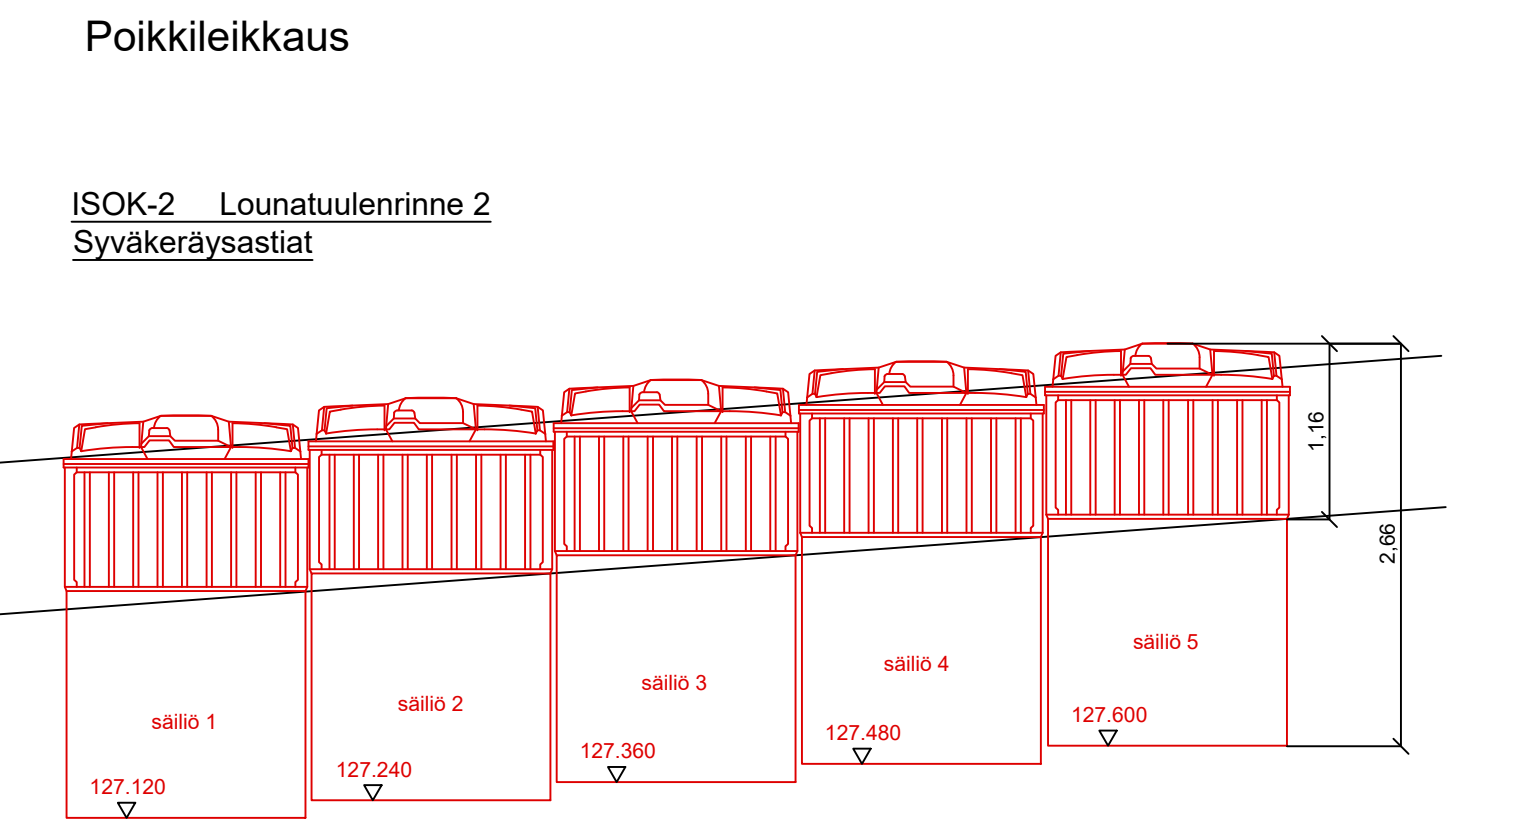 Poikkileikkaus
ISOK-2 Lounatuulenrinne 2
Syväkeräysastiat
1,16
2,66
säiliö 5
säiliö 4
säiliö 3
säiliö 2
säiliö 1
127.600
127.480
127.360
127.240
127.120